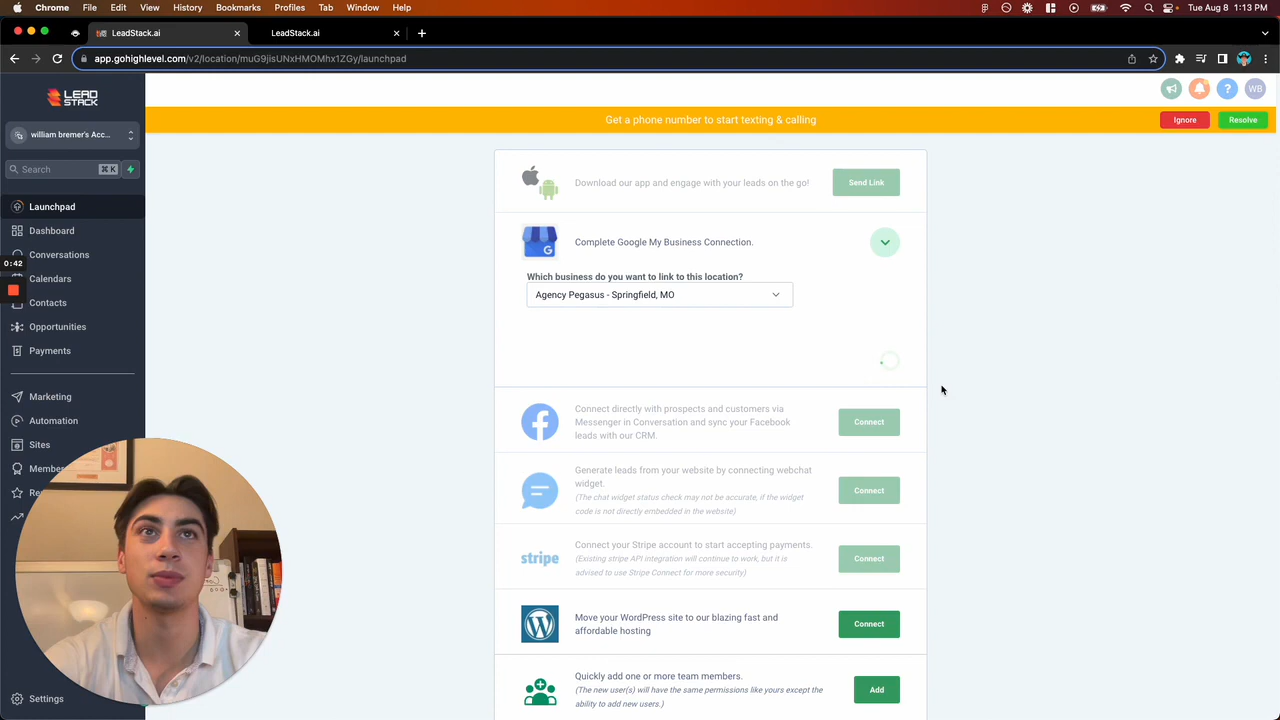 Chrome File Edit View History Bookmarks Profiles Tab Window Help
Tue Aug 8 1:13 PM
LeadStack.ai
LeadStack.ai
app.gohighlevel.com/v2/location/muG9jisUNxHMOMhx1ZGy/launchpad
LEAD
STACK
WB
Get a phone number to start texting & calling
Ignore
Resolve
william bremer's Acc...
Search
⌘K
Launchpad
Dashboard
Conversations
0:42
Calendars
Contacts
Opportunities
Payments
Marketing
Automation
Sites
Settings
Download our app and engage with your leads on the go!
Send Link
G
Complete Google My Business Connection.
Which business do you want to link to this location?
Agency Pegasus - Springfield, MO
Connect directly with prospects and customers via
Messenger in Conversation and sync your Facebook
leads with our CRM.
Connect
Generate leads from your website by connecting webchat
widget.
(The chat widget status check may not be accurate, if the widget
code is not directly embedded in the website)
Connect
stripe
Connect your Stripe account to start accepting payments.
(Existing stripe API integration will continue to work, but it is
advised to use Stripe Connect for more security)
Connect
Move your WordPress site to our blazing fast and
affordable hosting
Connect
Quickly add one or more team members.
(The new user(s) will have the same permissions like yours except the
ability to add new users.)
Add